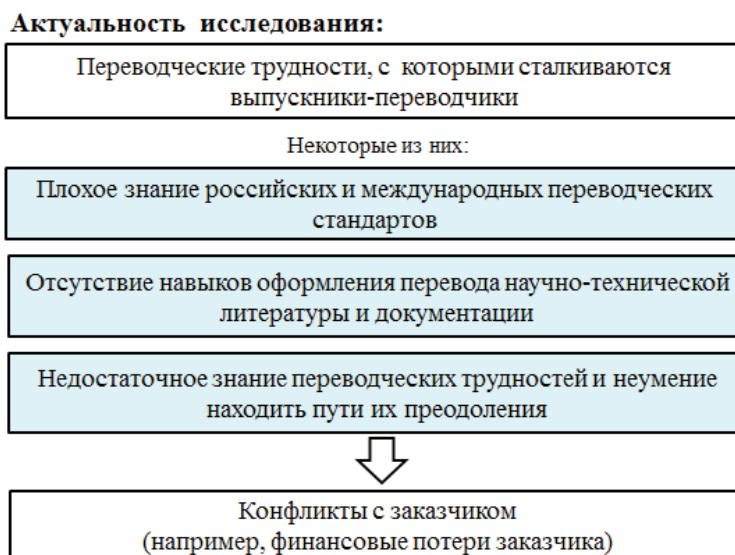 Актуальность исследования:
Переводческие трудности, с которыми сталкиваются
выпускники-переводчики
Некоторые из них:
Плохое знание российских и международных переводческих
стандартов
Отсутствие навыков оформления перевода научно-технической
литературы и документации
Недостаточное знание переводческих трудностей и неумение
находить пути их преодоления
Конфликты с заказчиком
(например, финансовые потери заказчика)